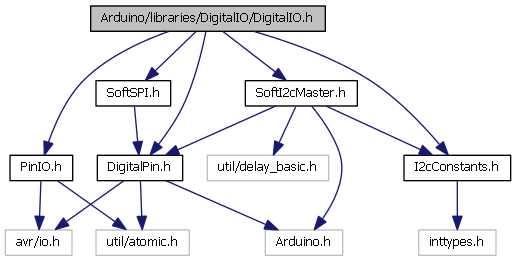 Arduino/libraries/DigitalIO/DigitalIO.h
SoftSPI.h
SoftI2cMaster.h
PinIO.h
DigitalPin.h
util/delay_basic.h
I2cConstants.h
avr/io.h
util/atomic.h
Arduino.h
inttypes.h